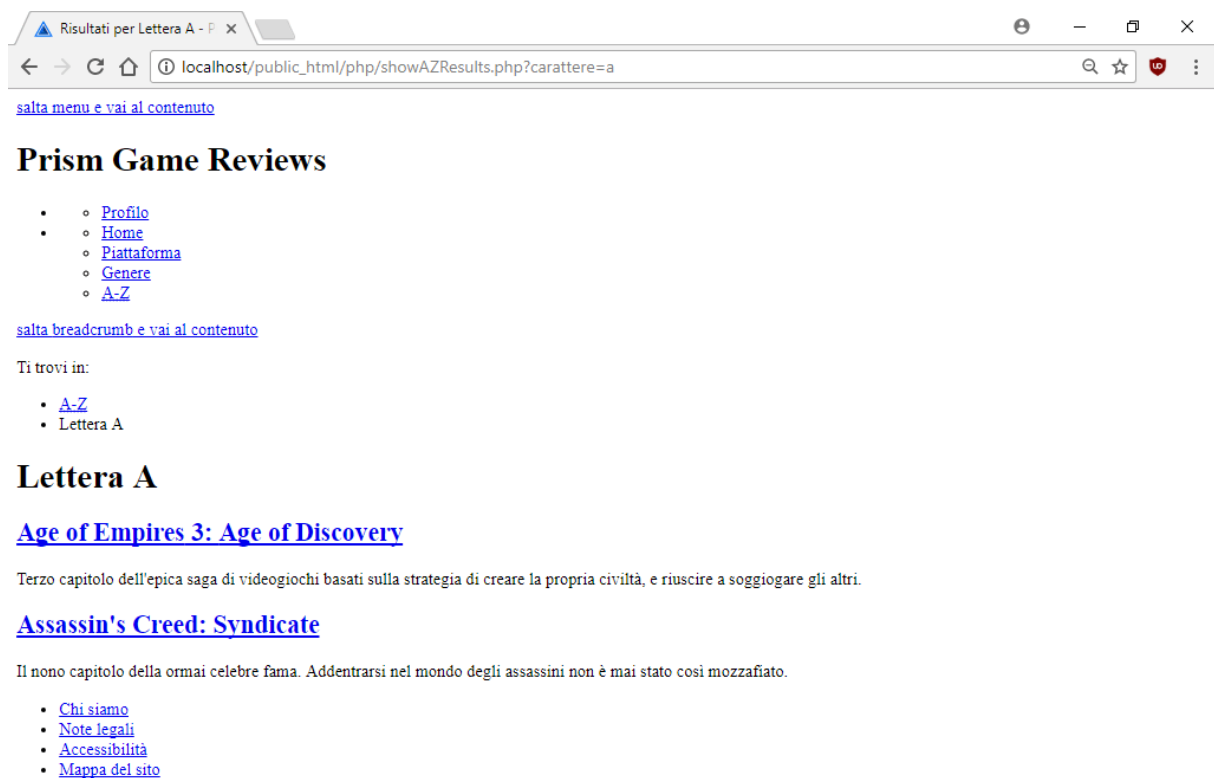 Risultati per Lettera A - P
localhost/public_html/php/showAZResults.php?carattere=a
salta menu e vai al contenuto
Prism Game Reviews
Profilo
Home
Piattaforma
Genere
A-Z
salta breadcrumb e vai al contenuto
Ti trovi in:
A-Z
Lettera A
Lettera A
Age of Empires 3: Age of Discovery
Terzo capitolo dell'epica saga di videogiochi basati sulla strategia di creare la propria civiltà, e riuscire a soggiogare gli altri.
Assassin's Creed: Syndicate
Il nono capitolo della ormai celebre fama. Addentrarsi nel mondo degli assassini non è mai stato così mozzafiato.
Chi siamo
Note legali
Accessibilità
Mappa del sito